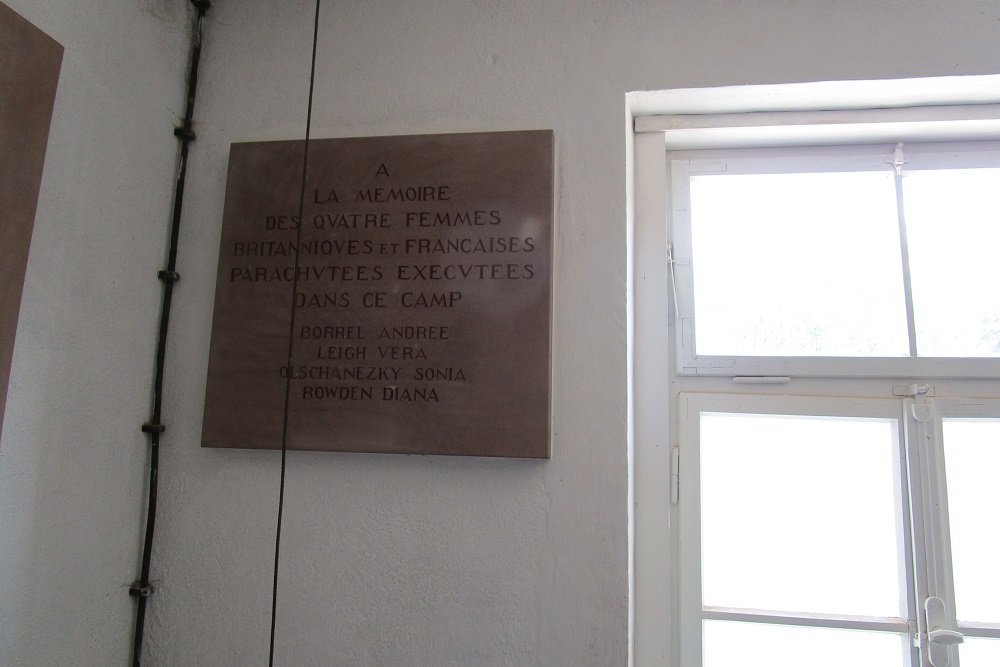 A
LA MEMOIRE
DES QVATRE FEMMES
BRITANNIQVES ET FRANCAISES
PARACHVTEES EXECVTEES
DANS CE CAMP
BORREL ANDREE
LEIGH VERA
OLSCHANEZKY SONIA
ROWDEN DIANA